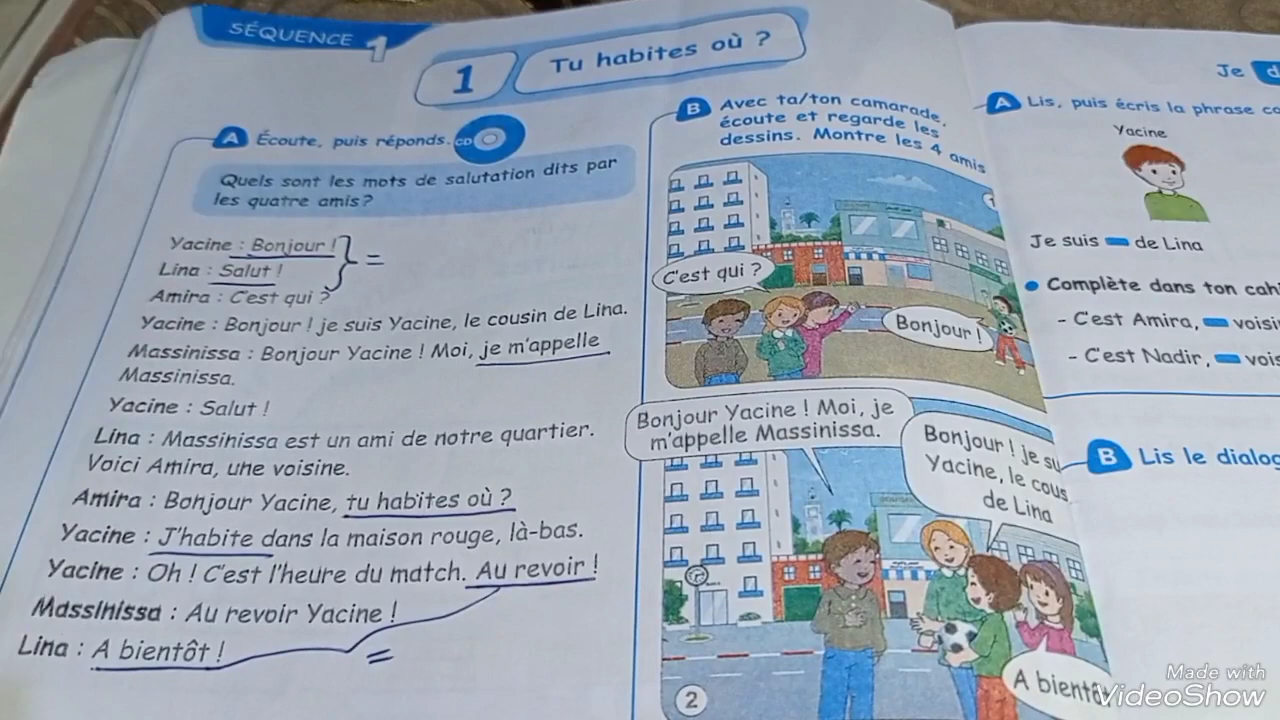 SÉQUENCE 1
1
Tu habites où ?
A Écoute, puis réponds. CD
Quels sont les mots de salutation dits par
les quatre amis?
Yacine : Bonjour !
Lina : Salut !
=
Amira : C'est qui ?
Yacine : Bonjour ! je suis Yacine, le cousin de Lina.
Massinissa : Bonjour Yacine ! Moi, je m'appelle
Massinissa.
Yacine : Salut !
Lina : Massinissa est un ami de notre quartier.
Voici Amira, une voisine.
Amira : Bonjour Yacine, tu habites où ?
Yacine : J'habite dans la maison rouge, là-bas.
Yacine : Oh ! C'est l'heure du match. Au revoir !
Massinissa : Au revoir Yacine !
Lina : A bientôt !
=
B Avec ta/ton camarade,
écoute et regarde les
dessins. Montre les 4 amis
1
C'est qui ?
Bonjour !
Bonjour Yacine ! Moi, je
m'appelle Massinissa.
Bonjour ! je su
Yacine, le cous
de Lina
A bientô
2
Je d
A Lis, puis écris la phrase co
Yacine
Je suis de Lina
Complète dans ton cah
- C'est Amira, voisi
- C'est Nadir, vois
B Lis le dialog
Made with
VideoShow